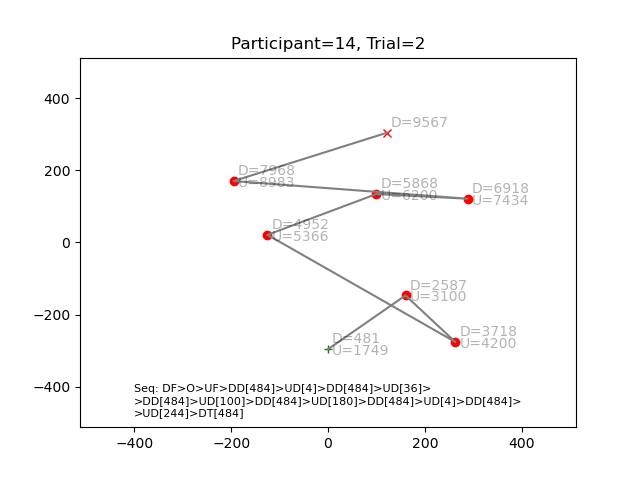 Participant=14, Trial=2
400
200
0
−200
−400
D=9567
D=7968
U=8983
D=5868
U=6200
D=6918
U=7434
D=4952
U=5366
D=2587
U=3100
D=3718
U=4200
D=481
U=1749
Seq: DF>O>UF>DD[484]>UD[4]>DD[484]>UD[36]>
>DD[484]>UD[100]>DD[484]>UD[180]>DD[484]>UD[4]>DD[484]>
>UD[244]>DT[484]
−400 −200 0 200 400